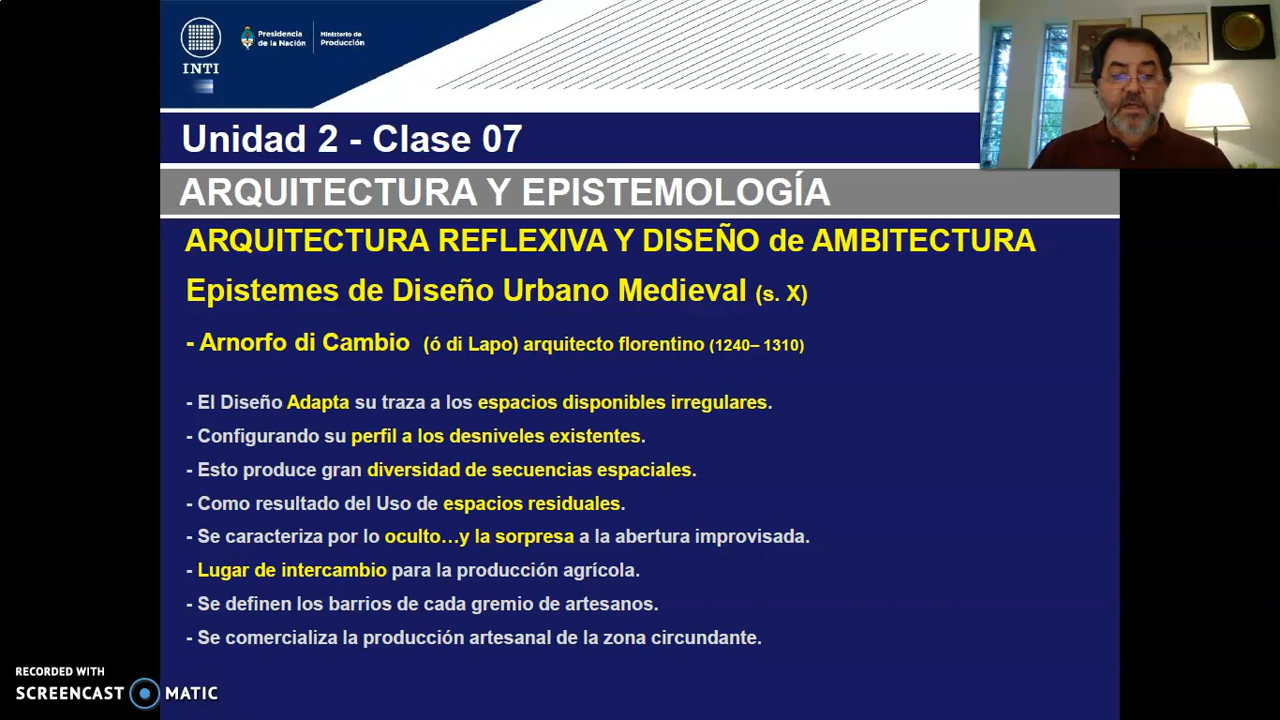 INTI
Presidencia
de la Nación
Ministerio de
Producción
Unidad 2 - Clase 07
ARQUITECTURA Y EPISTEMOLOGÍA
ARQUITECTURA REFLEXIVA Y DISEÑO de AMBITECTURA
Epistemes de Diseño Urbano Medieval (s. X)
- Arnorfo di Cambio (ó di Lapo) arquitecto florentino (1240– 1310)
- El Diseño Adapta su traza a los espacios disponibles irregulares.
- Configurando su perfil a los desniveles existentes.
- Esto produce gran diversidad de secuencias espaciales.
- Como resultado del Uso de espacios residuales.
- Se caracteriza por lo oculto…y la sorpresa a la abertura improvisada.
- Lugar de intercambio para la producción agrícola.
- Se definen los barrios de cada gremio de artesanos.
- Se comercializa la producción artesanal de la zona circundante.
RECORDED WITH
SCREENCAST MATIC